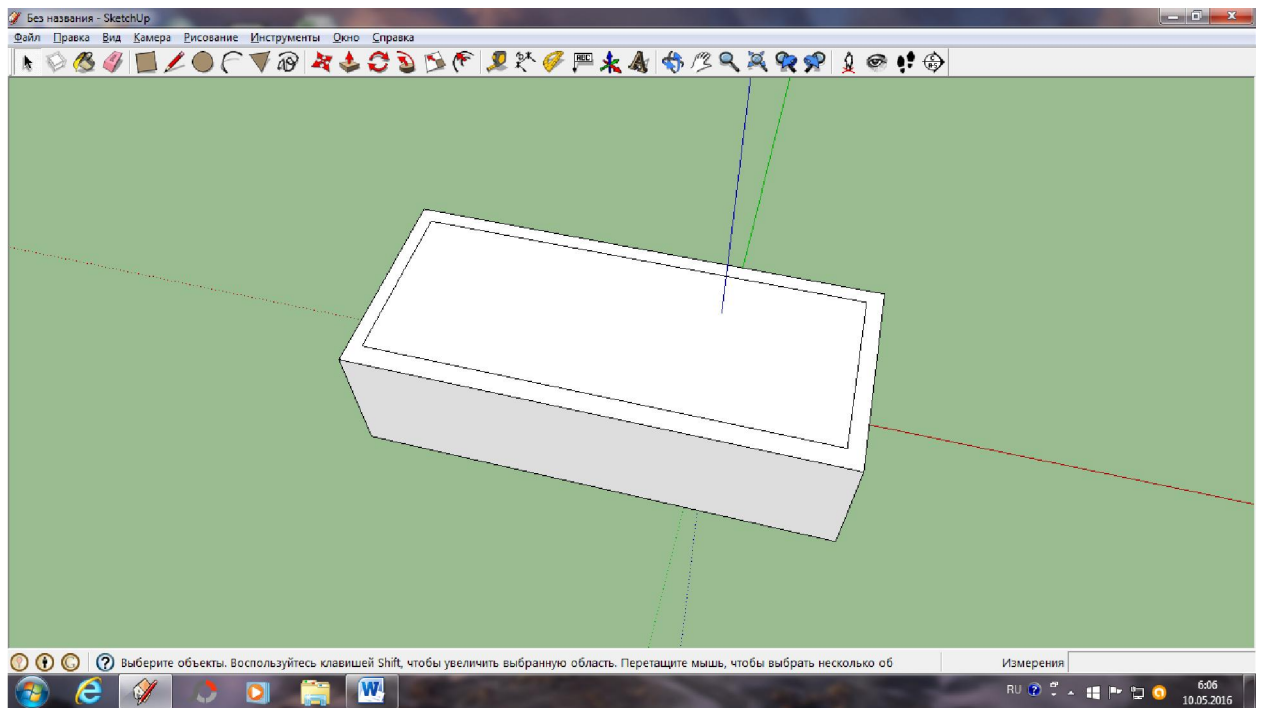 Без названия - SketchUp
Файл Правка Вид Камера Рисование Инструменты Окно Справка
Выберите объекты. Воспользуйтесь клавишей Shift, чтобы увеличить выбранную область. Перетащите мышь, чтобы выбрать несколько об
Измерения
RU
6:06
10.05.2016